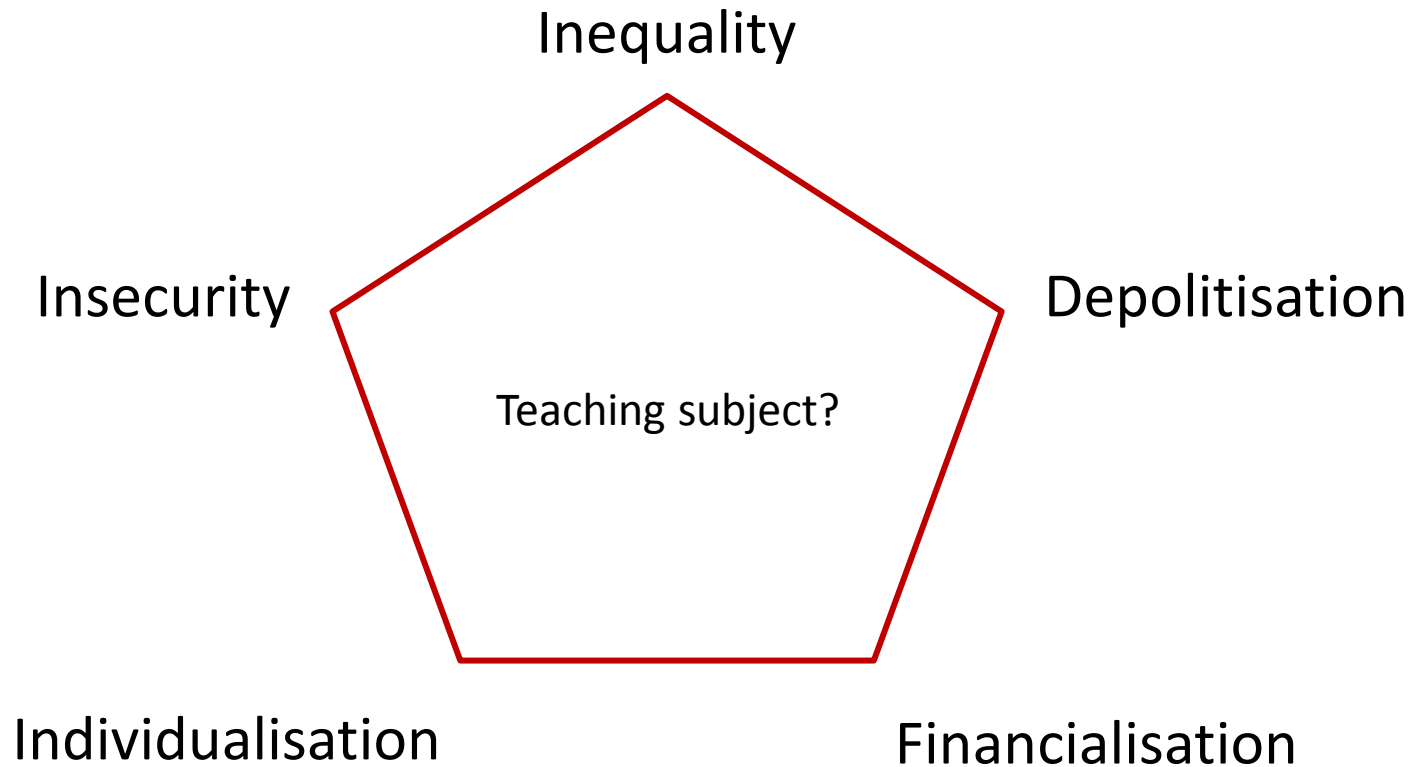 Inequality
Insecurity
Depolitisation
Teaching subject?
Individualisation
Financialisation